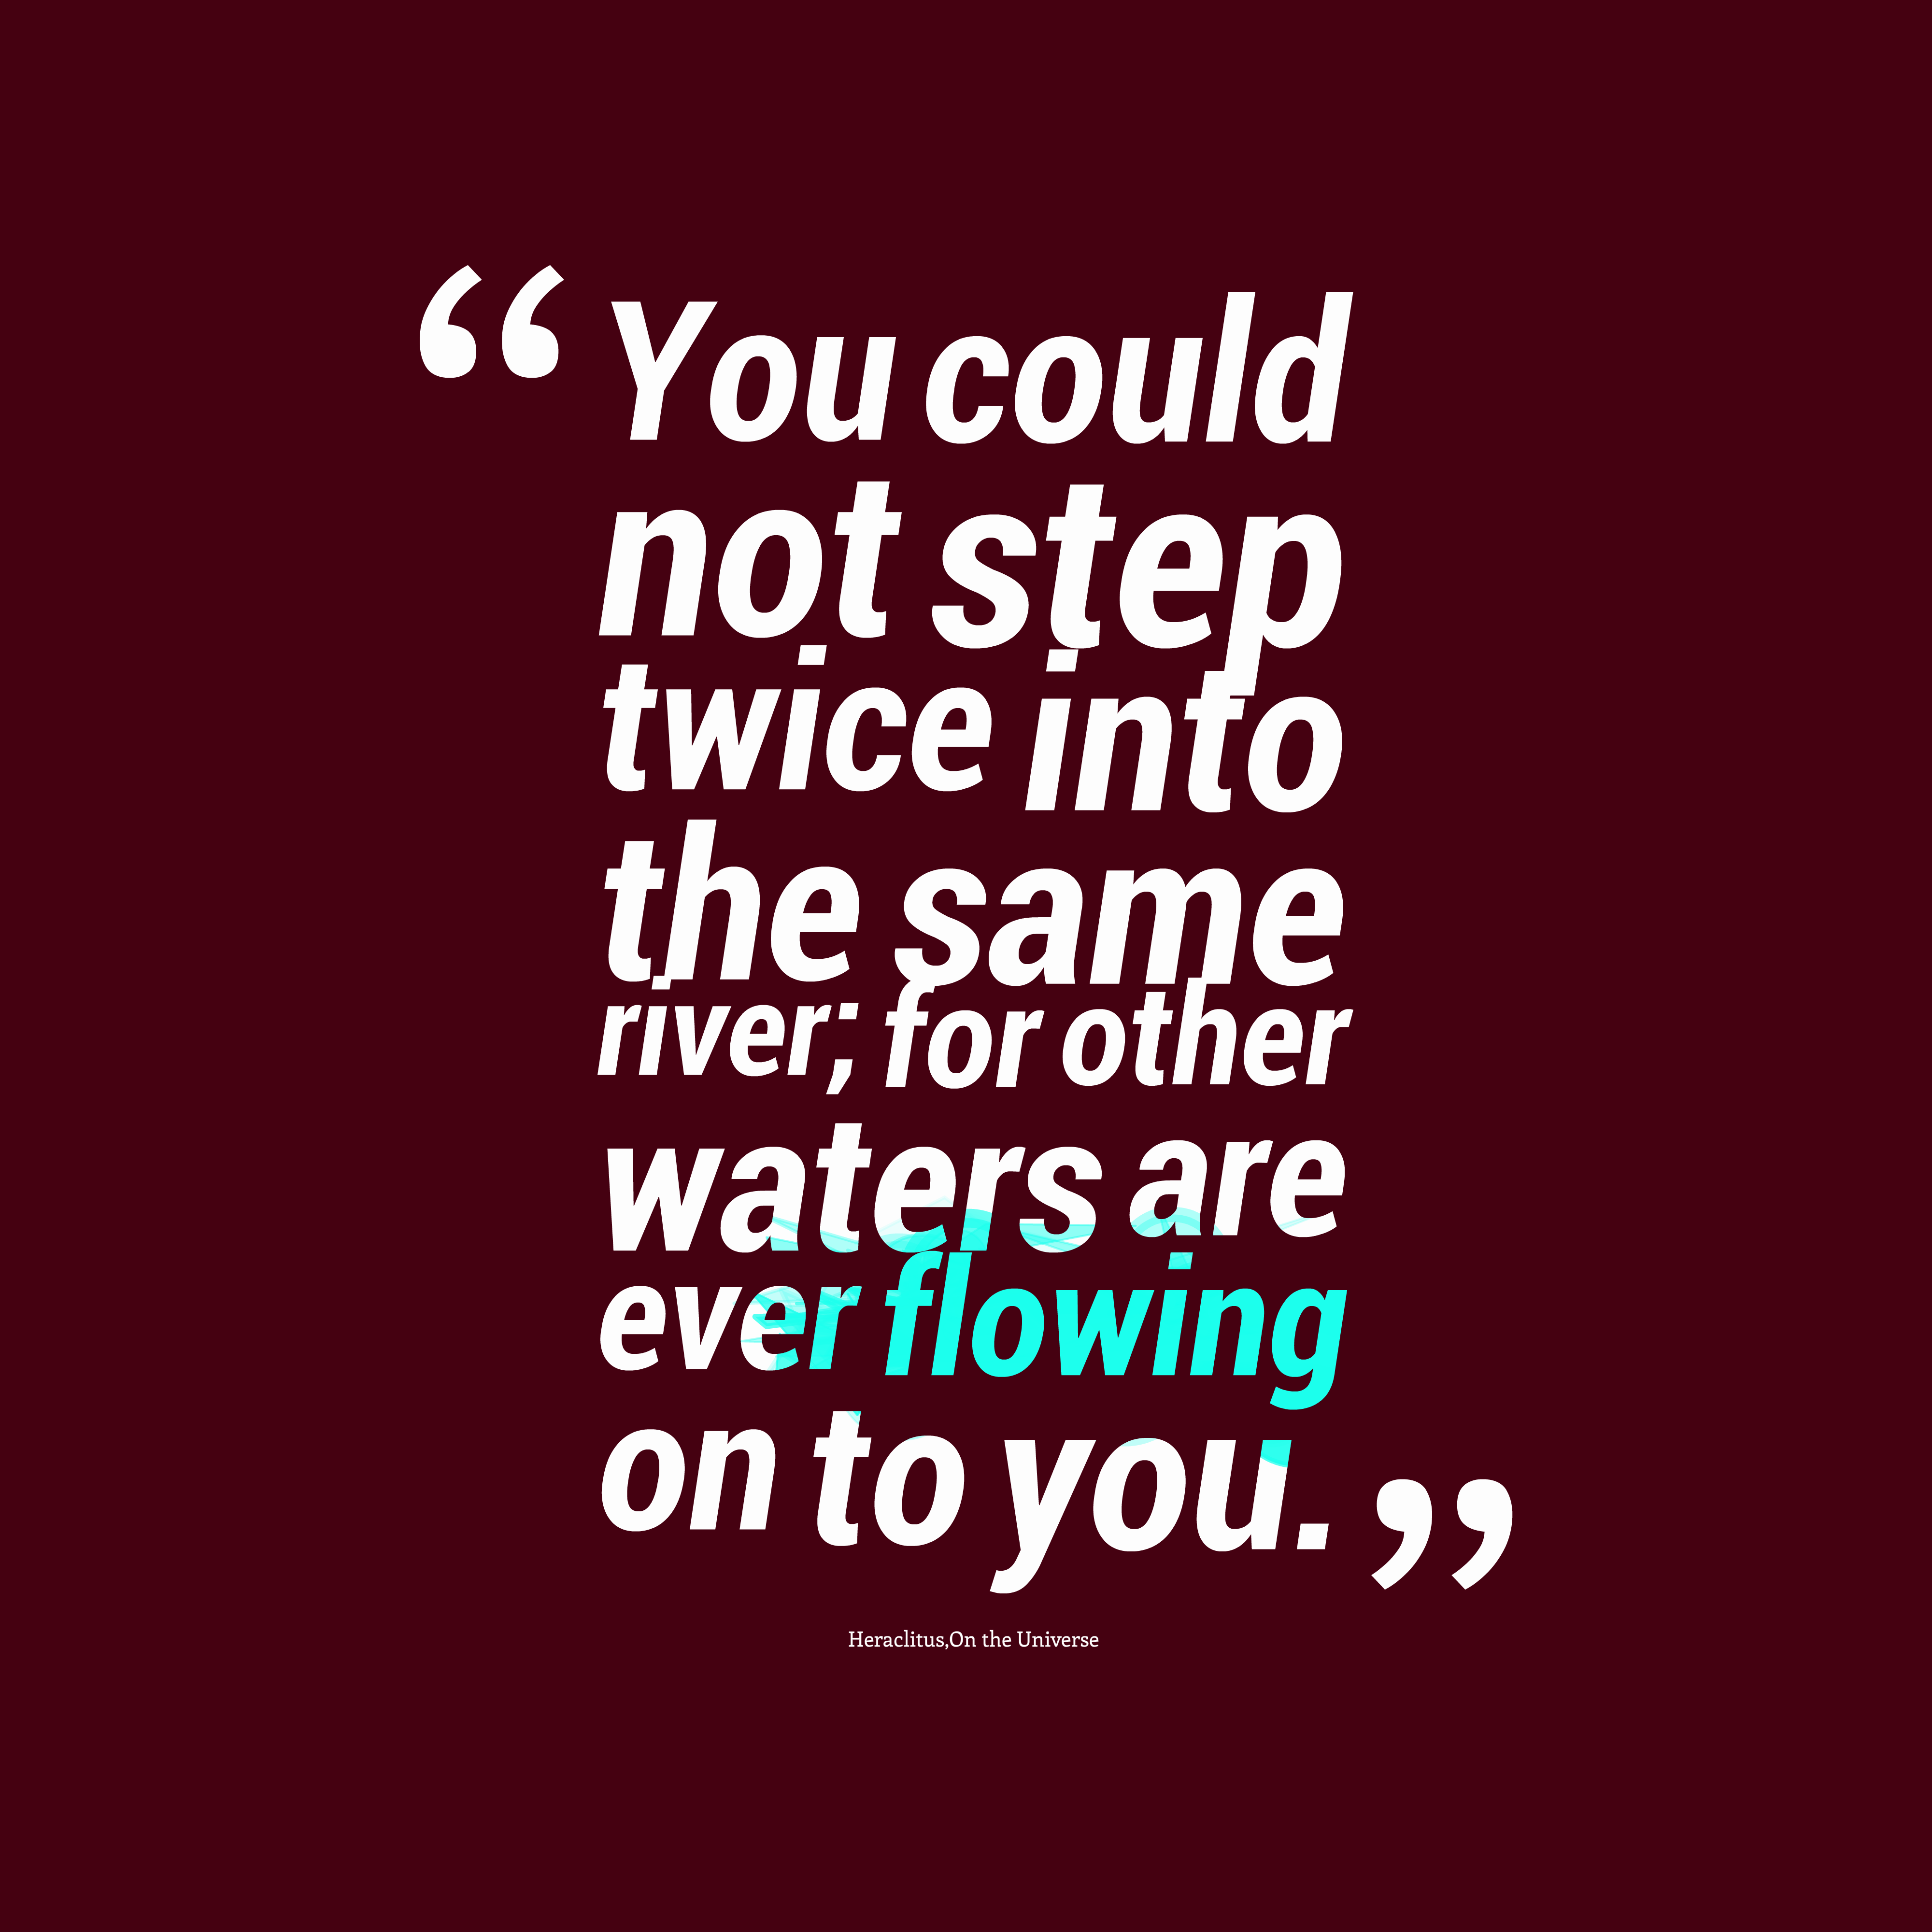 “ You could
not step
twice into
the same
river; for other
waters are
ever flowing
on to you. ”
Heraclitus,On the Universe